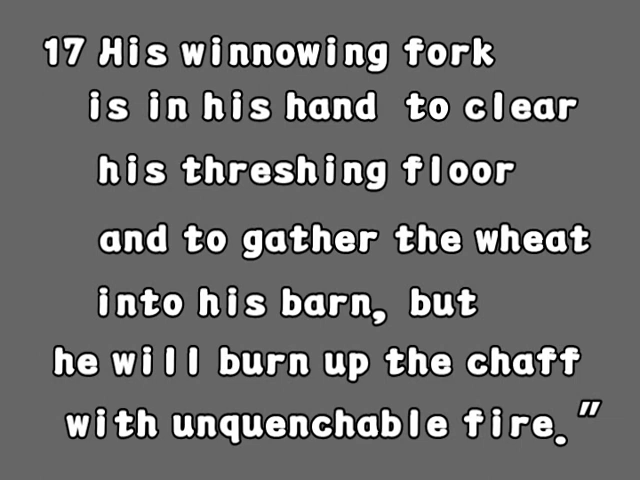 17 His winnowing fork
is in his hand to clear
his threshing floor
and to gather the wheat
into his barn, but
he will burn up the chaff
with unquenchable fire.”